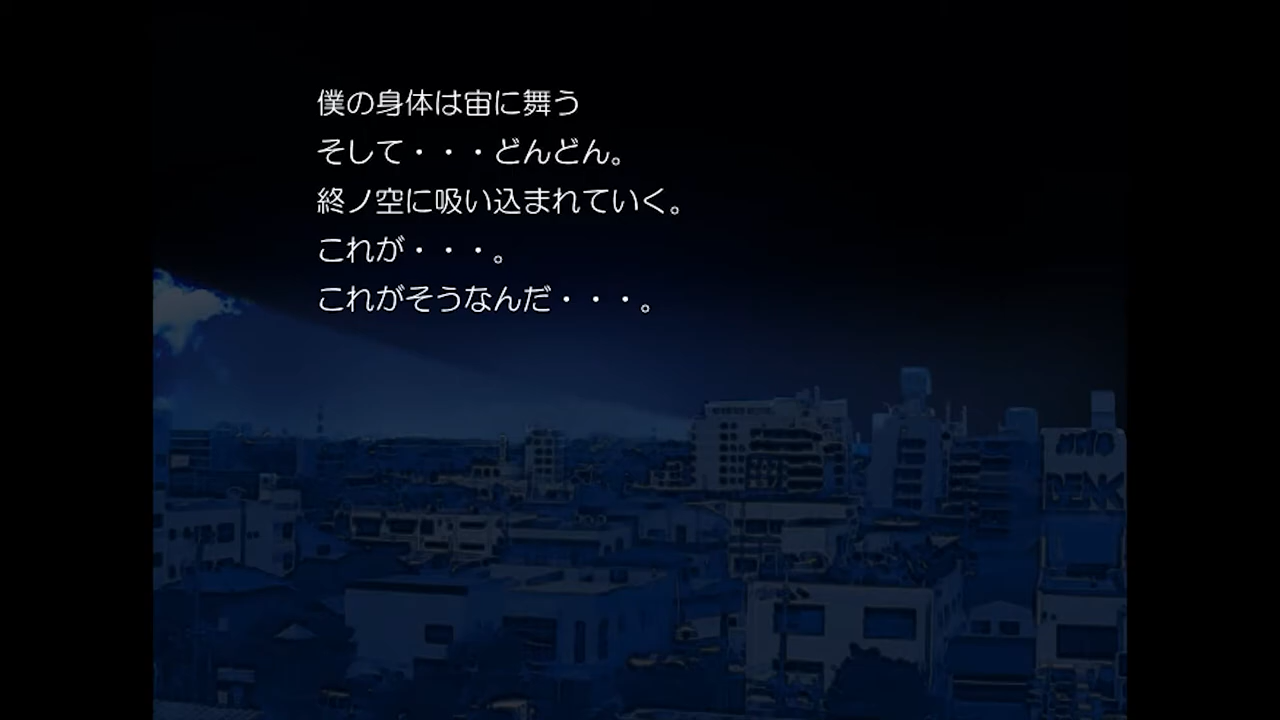 僕の身体は宙に舞う
そして・・・どんどん。
終ノ空に吸い込まれていく。
これが・・・。
これがそうなんだ・・・。